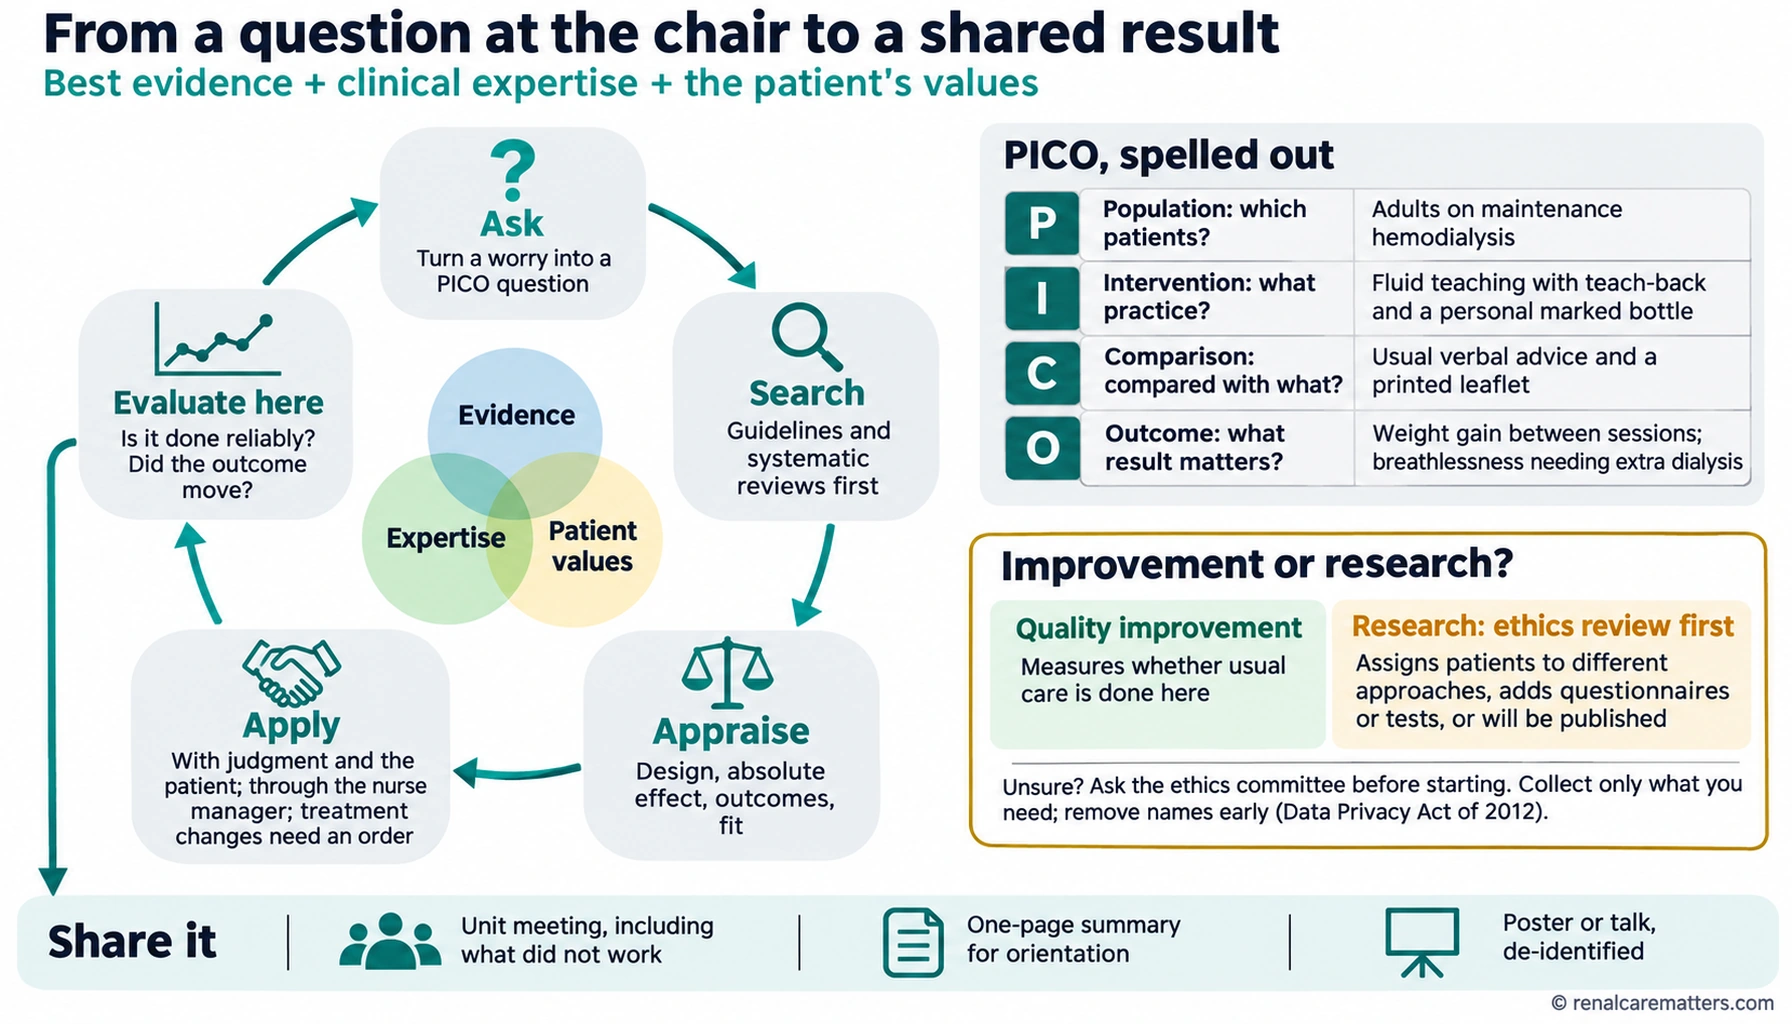 From a question at the chair to a shared result
Best evidence + clinical expertise + the patient's values
?
Ask
Turn a worry into a
PICO question
Search
Guidelines and
systematic
reviews first
Appraise
Design, absolute
effect, outcomes,
fit
Apply
With judgment and the
patient; through the nurse
manager; treatment
changes need an order
Evaluate here
Is it done reliably?
Did the outcome
move?
Evidence
Expertise
Patient
values
PICO, spelled out
P
Population: which
patients?
Adults on maintenance
hemodialysis
I
Intervention: what
practice?
Fluid teaching with teach-back
and a personal marked bottle
C
Comparison:
compared with what?
Usual verbal advice and a
printed leaflet
O
Outcome: what
result matters?
Weight gain between sessions;
breathlessness needing extra dialysis
Improvement or research?
Quality improvement
Measures whether usual
care is done here
Research: ethics review first
Assigns patients to different
approaches, adds questionnaires
or tests, or will be published
Unsure? Ask the ethics committee before starting. Collect only what you
need; remove names early (Data Privacy Act of 2012).
Share it
Unit meeting, including
what did not work
One-page summary
for orientation
Poster or talk,
de-identified
© renalcarematters.com